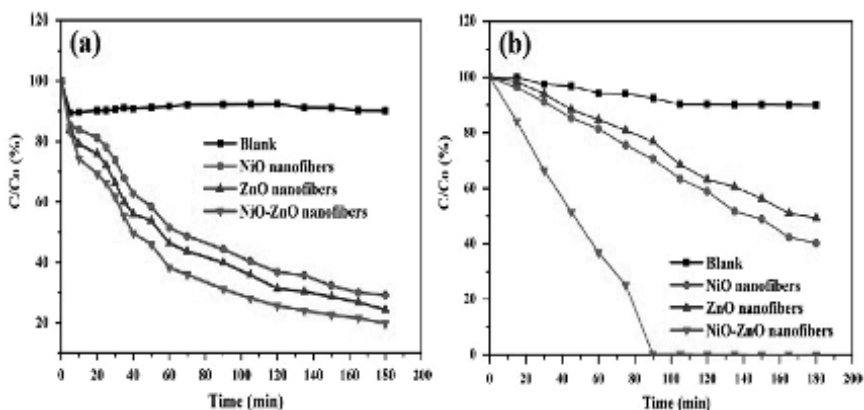 (a)
120
100
80
60
40
20
C/Co (%)
Blank
NiO nanofibers
ZnO nanofibers
NiO-ZnO nanofibers
0 20 40 60 80 100 120 140 160 180 200
Time (min)
(b)
120
100
80
60
40
20
0
C/Co (%)
Blank
NiO nanofibers
ZnO nanofibers
NiO-ZnO nanofibers
0 20 40 60 80 100 120 140 160 180 200
Time (min)